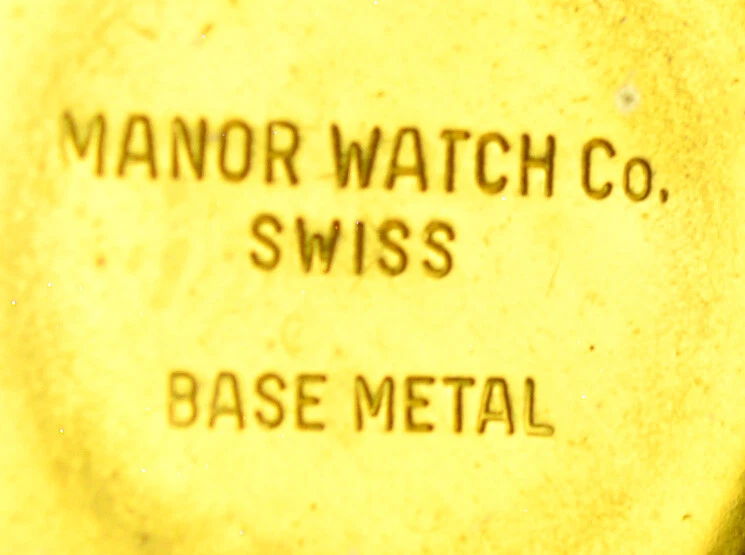 MANOR WATCH Co.
SWISS
BASE METAL